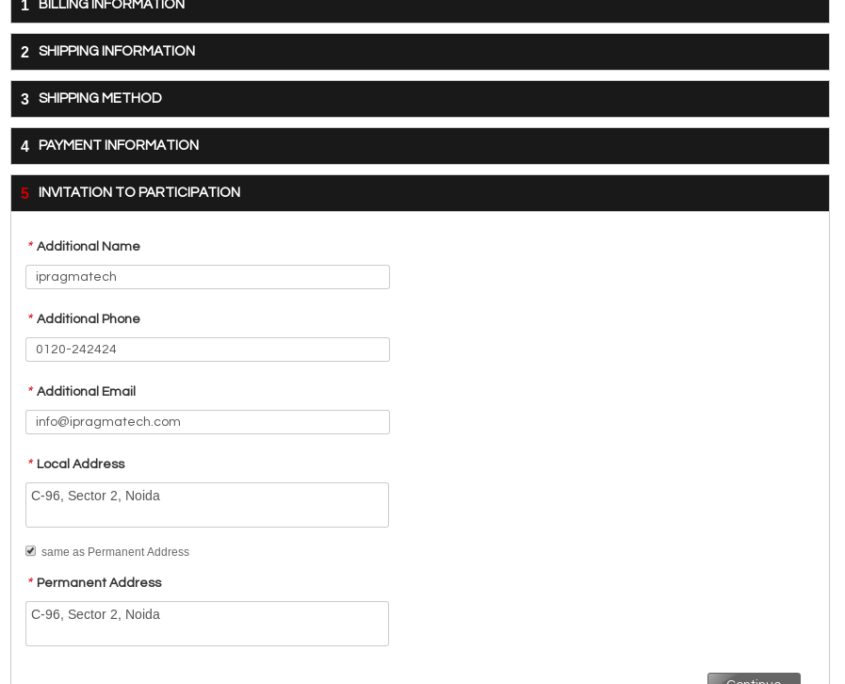 1 BILLING INFORMATION
2 SHIPPING INFORMATION
3 SHIPPING METHOD
4 PAYMENT INFORMATION
5 INVITATION TO PARTICIPATION
* Additional Name
ipragmatech
* Additional Phone
0120-242424
* Additional Email
info@ipragmatech.com
* Local Address
C-96, Sector 2, Noida
same as Permanent Address
* Permanent Address
C-96, Sector 2, Noida
Continue